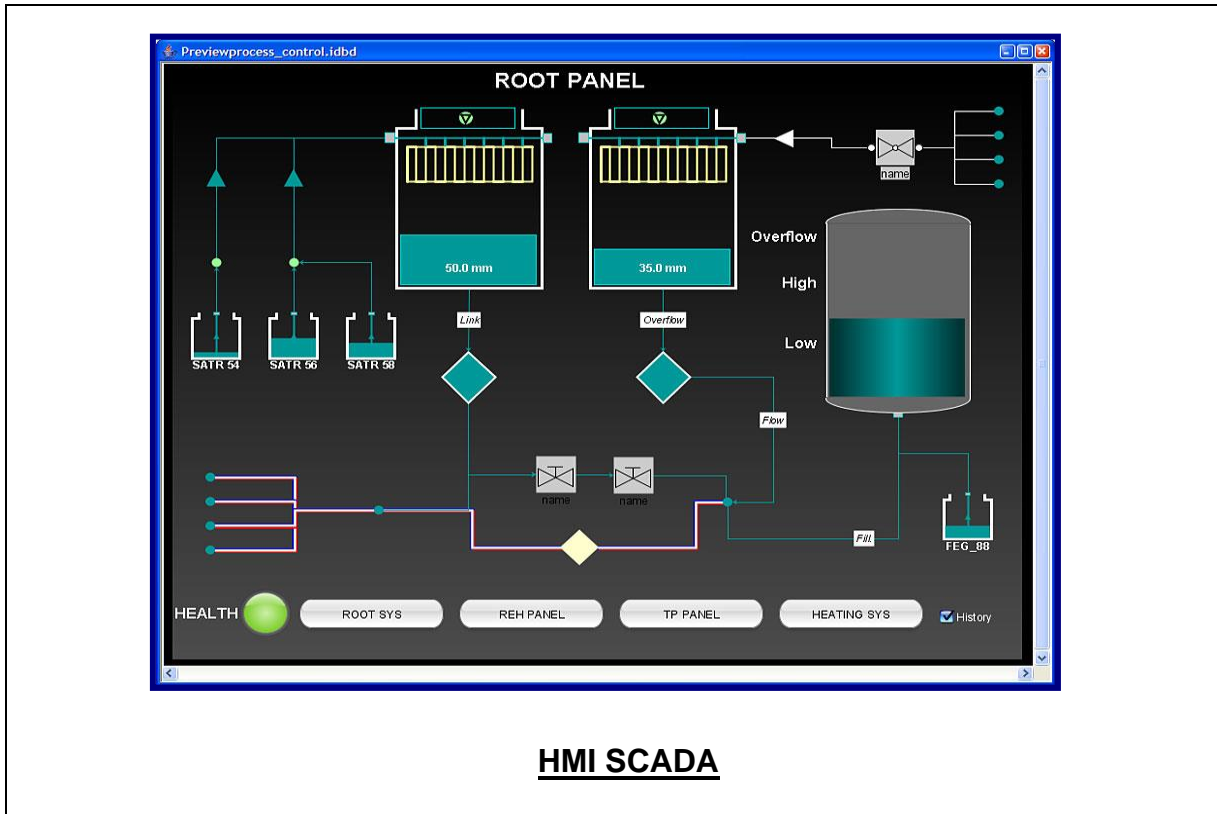 Previewprocess_control.idbd
ROOT PANEL
name
Overflow
High
Low
50.0 mm
35.0 mm
Link
Overflow
SATR 54
SATR 56
SATR 58
Flow
name
name
Fill.
FEG_88
HEALTH
ROOT SYS
REH PANEL
TP PANEL
HEATING SYS
History
HMI SCADA